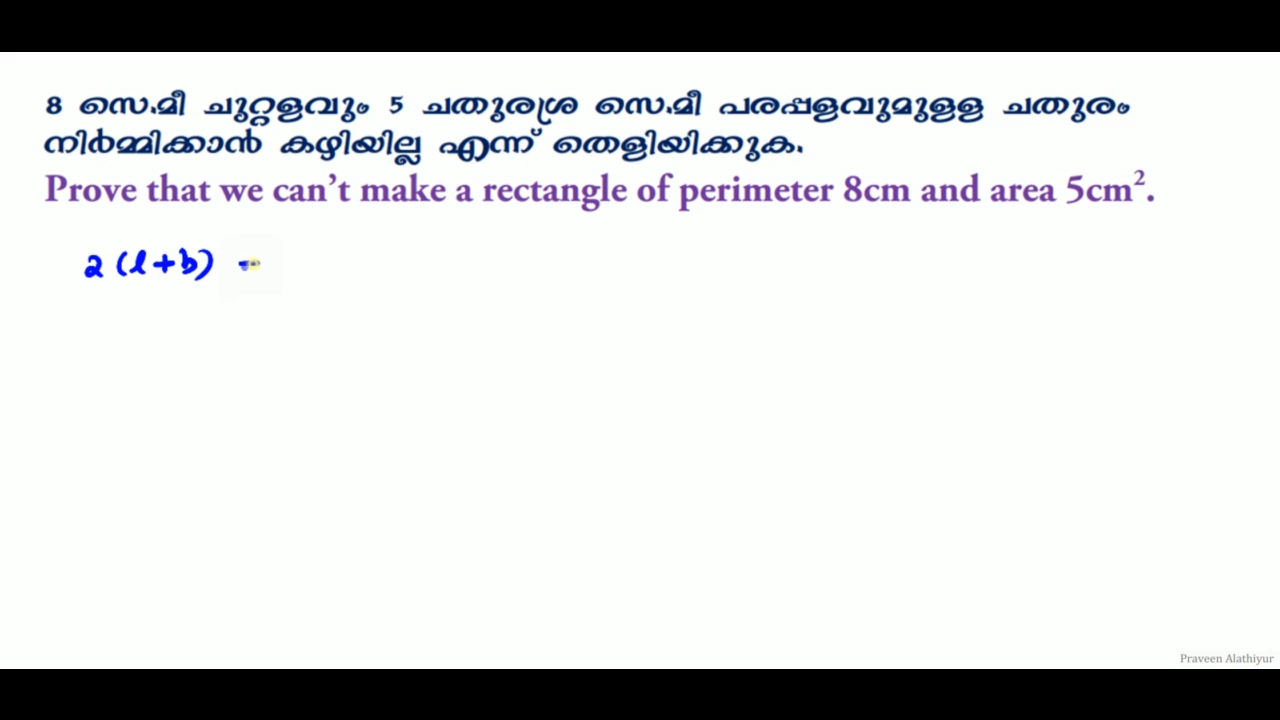 8 സെ.മീ ചുറ്റളവും 5 ചതുരശ്ര സെ.മീ പരപ്പളവുമുളള ചതുരം
നിർമ്മിക്കാൻ കഴിയില്ല എന്ന് തെളിയിക്കുക.
Prove that we can’t make a rectangle of perimeter 8cm and area 5cm².
2 (l+b) =
Praveen Alathiyur